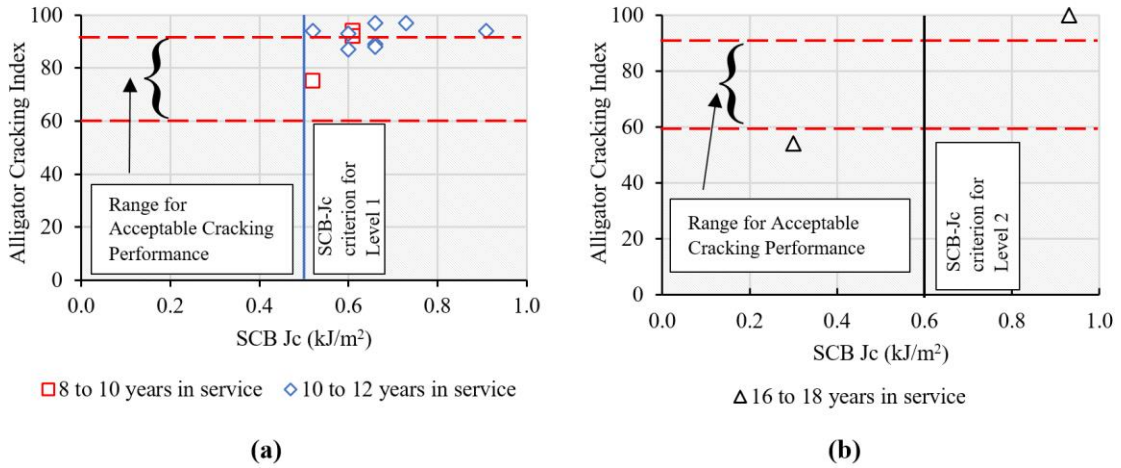 100
80
60
40
20
0
Alligator Cracking Index
Range for
Acceptable Cracking
Performance
SCB-Jc
criterion for
Level 1
0.0 0.2 0.4 0.6 0.8 1.0
SCB Jc (kJ/m²)
8 to 10 years in service 10 to 12 years in service
(a)
100
80
60
40
20
0
Alligator Cracking Index
Range for Acceptable
Cracking Performance
SCB-Jc
criterion for
Level 2
0.0 0.2 0.4 0.6 0.8 1.0
SCB Jc (kJ/m²)
16 to 18 years in service
(b)